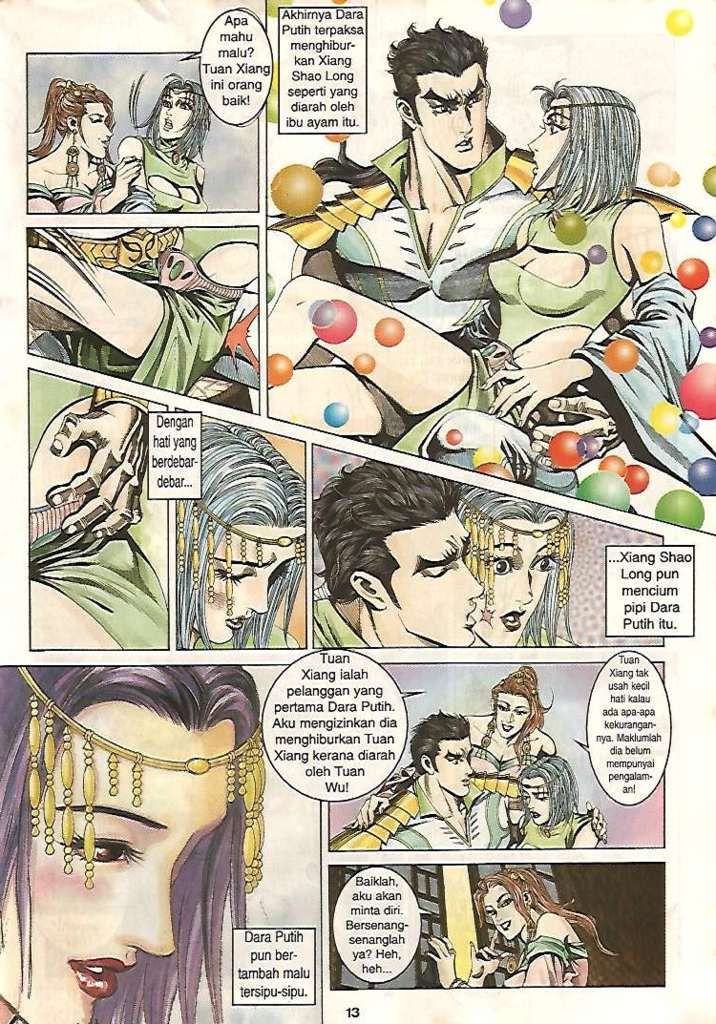 Apa
mahu
malu?
Tuan Xiang
ini orang
baik!
Akhirnya Dara
Putih terpaksa
menghibur-
kan Xiang
Shao Long
seperti yang
diarah oleh
ibu ayam itu.
Dengan
hati yang
berdebar-
debar...
...Xiang Shao
Long pun
mencium
pipi Dara
Putih itu.
Tuan
Xiang ialah
pelanggan yang
pertama Dara Putih.
Aku mengizinkan dia
menghiburkan Tuan
Xiang kerana diarah
oleh Tuan
Wu!
Tuan
Xiang tak
usah kecil
hati kalau
ada apa-apa
kekurangan-
nya. Maklumlah
dia belum
mempunyai
pengalam-
an!
Dara Putih
pun ber-
tambah malu
tersipu-sipu.
Baiklah,
aku akan
minta diri.
Bersenang-
senanglah
ya? Heh,
heh...
13